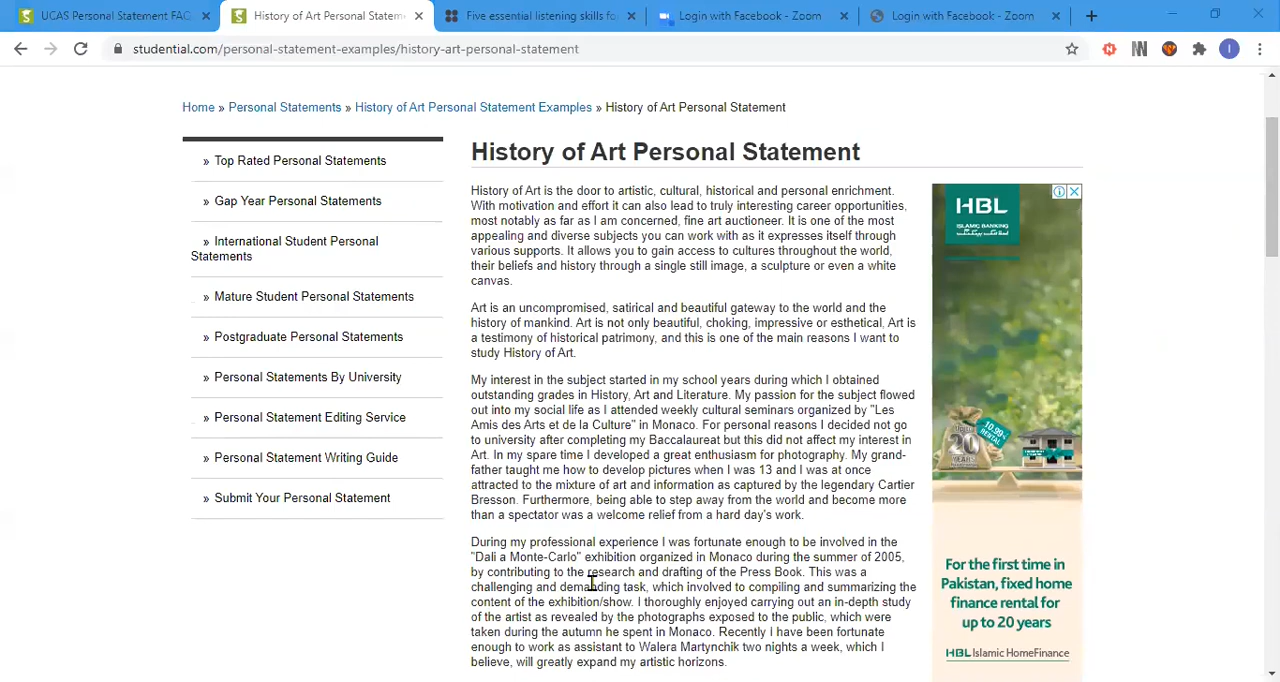 UCAS Personal Statement FAQ
History of Art Personal Statem
Five essential listening skills fo
Login with Facebook - Zoom
Login with Facebook - Zoom
studential.com/personal-statement-examples/history-art-personal-statement
Home » Personal Statements » History of Art Personal Statement Examples » History of Art Personal Statement
» Top Rated Personal Statements
» Gap Year Personal Statements
» International Student Personal
Statements
» Mature Student Personal Statements
» Postgraduate Personal Statements
» Personal Statements By University
» Personal Statement Editing Service
» Personal Statement Writing Guide
» Submit Your Personal Statement
History of Art Personal Statement
History of Art is the door to artistic, cultural, historical and personal enrichment.
With motivation and effort it can also lead to truly interesting career opportunities,
most notably as far as I am concerned, fine art auctioneer. It is one of the most
appealing and diverse subjects you can work with as it expresses itself through
various supports. It allows you to gain access to cultures throughout the world,
their beliefs and history through a single still image, a sculpture or even a white
canvas.
Art is an uncompromised, satirical and beautiful gateway to the world and the
history of mankind. Art is not only beautiful, choking, impressive or esthetical, Art is
a testimony of historical patrimony, and this is one of the main reasons I want to
study History of Art.
My interest in the subject started in my school years during which I obtained
outstanding grades in History, Art and Literature. My passion for the subject flowed
out into my social life as I attended weekly cultural seminars organized by "Les
Amis des Arts et de la Culture" in Monaco. For personal reasons I decided not go
to university after completing my Baccalaureat but this did not affect my interest in
Art. In my spare time I developed a great enthusiasm for photography. My grand-
father taught me how to develop pictures when I was 13 and I was at once
attracted to the mixture of art and information as captured by the legendary Cartier
Bresson. Furthermore, being able to step away from the world and become more
than a spectator was a welcome relief from a hard day's work.
During my professional experience I was fortunate enough to be involved in the
"Dali a Monte-Carlo" exhibition organized in Monaco during the summer of 2005,
by contributing to the research and drafting of the Press Book. This was a
challenging and demanding task, which involved to compiling and summarizing the
content of the exhibition/show. I thoroughly enjoyed carrying out an in-depth study
of the artist as revealed by the photographs exposed to the public, which were
taken during the autumn he spent in Monaco. Recently I have been fortunate
enough to work as assistant to Walera Martynchik two nights a week, which I
believe, will greatly expand my artistic horizons.
HBL
ISLAMIC BANKING
10.99%
RENTAL
20
YEARS
For the first time in
Pakistan, fixed home
finance rental for
up to 20 years
HBL Islamic HomeFinance